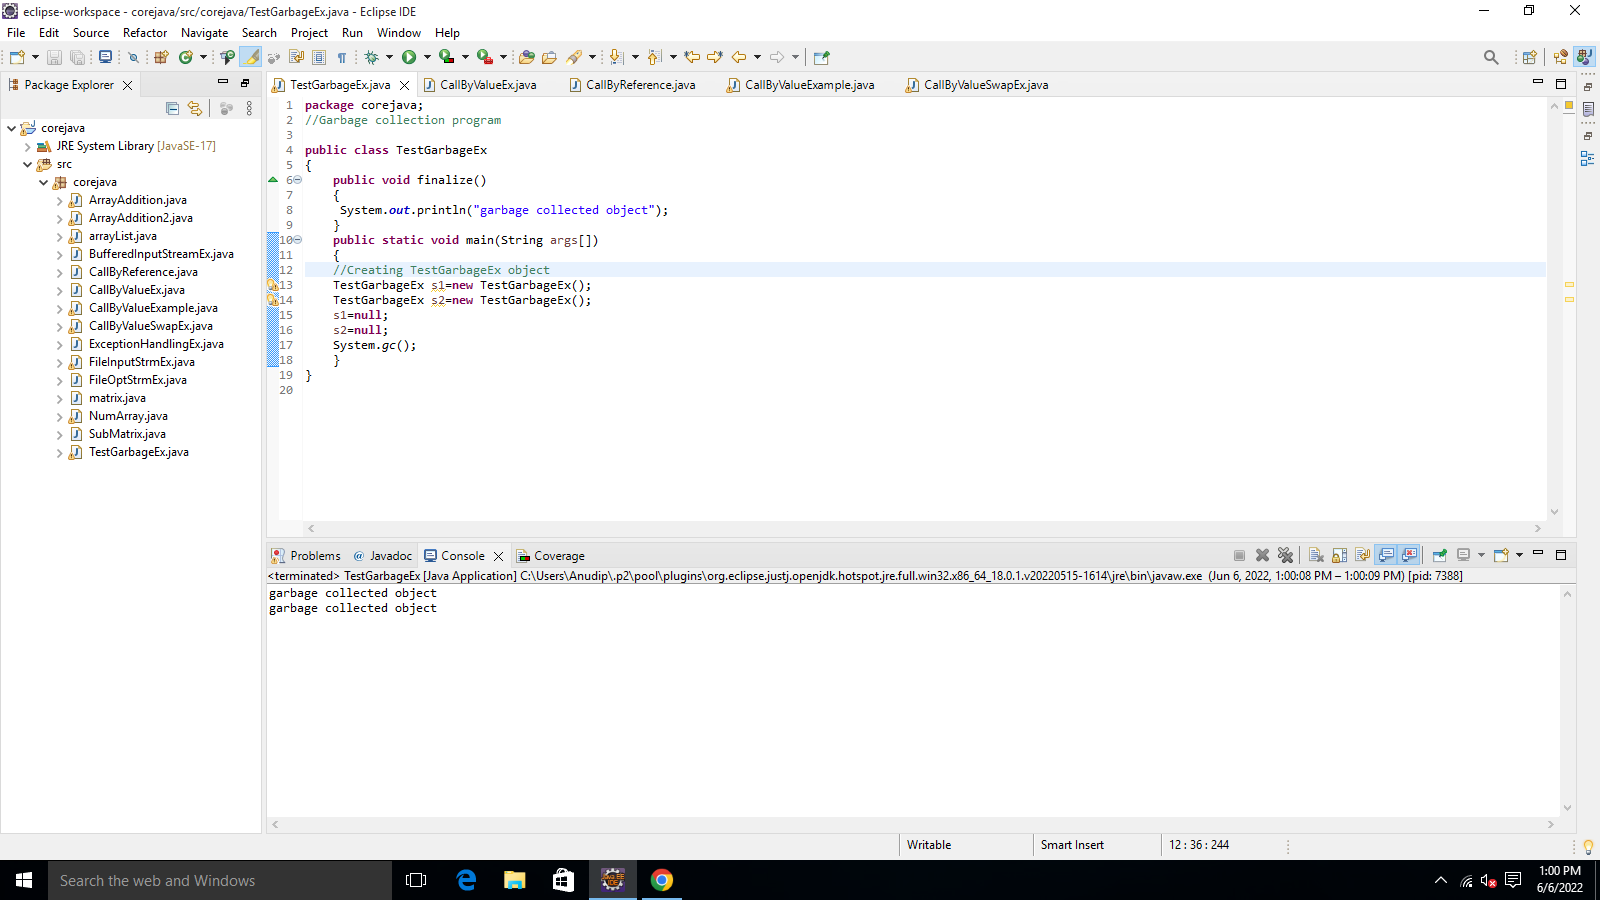 eclipse-workspace - corejava/src/corejava/TestGarbageEx.java - Eclipse IDE
File Edit Source Refactor Navigate Search Project Run Window Help
Package Explorer
corejava
JRE System Library [JavaSE-17]
src
corejava
ArrayAddition.java
ArrayAddition2.java
arrayList.java
BufferedInputStreamEx.java
CallByReference.java
CallByValueEx.java
CallByValueExample.java
CallByValueSwapEx.java
ExceptionHandlingEx.java
FileInputStrmEx.java
FileOptStrmEx.java
matrix.java
NumArray.java
SubMatrix.java
TestGarbageEx.java
TestGarbageEx.java CallByValueEx.java CallByReference.java CallByValueExample.java CallByValueSwapEx.java
1 package corejava;
2 //Garbage collection program
3
4 public class TestGarbageEx
5 {
6 public void finalize()
7 {
8 System.out.println("garbage collected object");
9 }
10 public static void main(String args[])
11 {
12 //Creating TestGarbageEx object
13 TestGarbageEx s1=new TestGarbageEx();
14 TestGarbageEx s2=new TestGarbageEx();
15 s1=null;
16 s2=null;
17 System.gc();
18 }
19 }
20
Problems @ Javadoc Console Coverage
<terminated> TestGarbageEx [Java Application] C:\Users\Anudip\.p2\pool\plugins\org.eclipse.justj.openjdk.hotspot.jre.full.win32.x86_64_18.0.1.v20220515-1614\jre\bin\javaw.exe (Jun 6, 2022, 1:00:08 PM – 1:00:09 PM) [pid: 7388]
garbage collected object
garbage collected object
Writable Smart Insert 12 : 36 : 244
Search the web and Windows
1:00 PM
6/6/2022